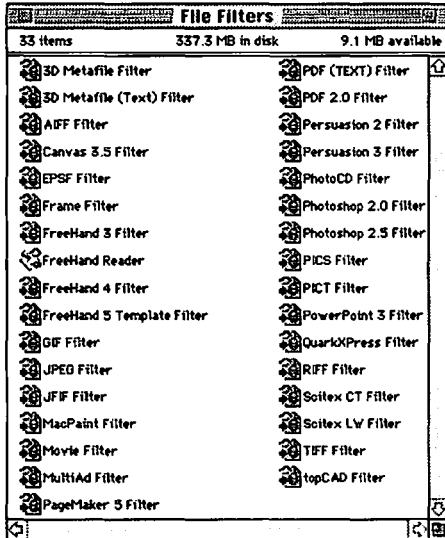 File Filters
33 items 337.3 MB in disk 9.1 MB available
3D Metafile Filter
3D Metafile (Text) Filter
AIFF Filter
Canvas 3.5 Filter
EPSF Filter
Frame Filter
FreeHand 3 Filter
FreeHand Reader
FreeHand 4 Filter
FreeHand 5 Template Filter
GIF Filter
JPEG Filter
JFIF Filter
MacPaint Filter
Movie Filter
MultiAd Filter
PageMaker 5 Filter
PDF (TEXT) Filter
PDF 2.0 Filter
Persuasion 2 Filter
Persuasion 3 Filter
PhotoCD Filter
Photoshop 2.0 Filter
Photoshop 2.5 Filter
PICS Filter
PICT Filter
PowerPoint 3 Filter
QuarkXPress Filter
RIFF Filter
Scitex CT Filter
Scitex LW Filter
TIFF Filter
topCAD Filter